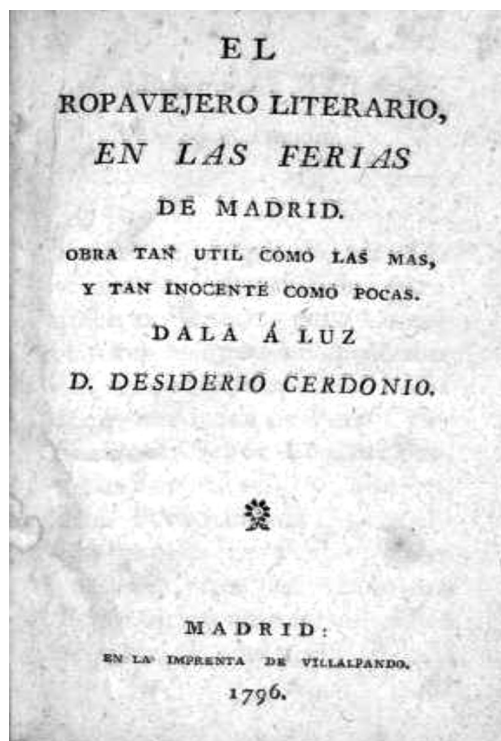 EL
ROPAVEJERO LITERARIO,
EN LAS FERIAS
DE MADRID.
OBRA TAN UTIL COMO LAS MAS,
Y TAN INOCENTE COMO POCAS.
DALA Á LUZ
D. DESIDERIO CERDONIO.
MADRID:
EN LA IMPRENTA DE VILLALPANDO.
1796.